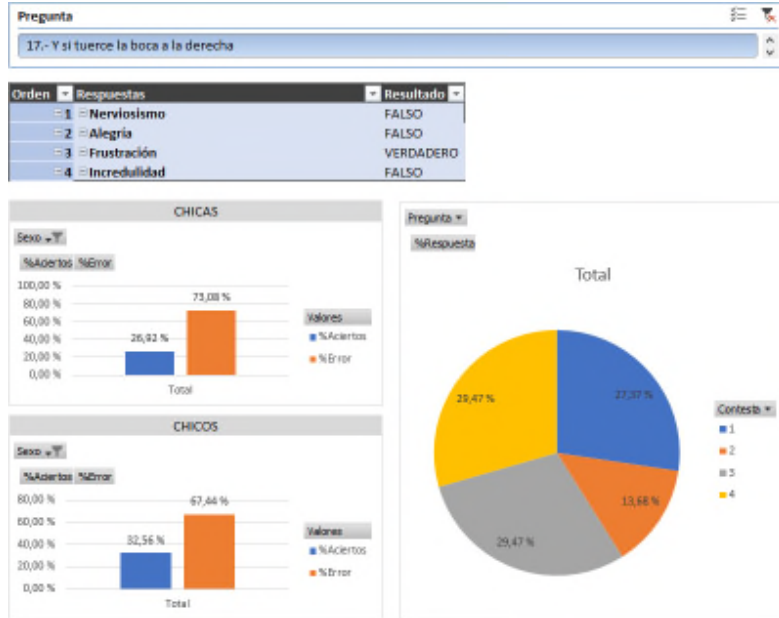 Pregunta
17.- Y si tuerce la boca a la derecha
Orden Respuestas Resultado
1 Nerviosismo FALSO
2 Alegría FALSO
3 Frustración VERDADERO
4 Incredulidad FALSO
CHICAS
Sexo
%Aciertos %Error
100,00 %
80,00 %
60,00 %
40,00 %
20,00 %
0,00 %
26,92 %
73,08 %
Total
Valores
%Aciertos
%Error
CHICOS
Sexo
%Aciertos %Error
80,00 %
60,00 %
40,00 %
20,00 %
0,00 %
32,56 %
67,44 %
Total
Valores
%Aciertos
%Error
Pregunta
%Respuesta
Total
29,47 %
27,37 %
13,68 %
29,47 %
Contesta
1
2
3
4